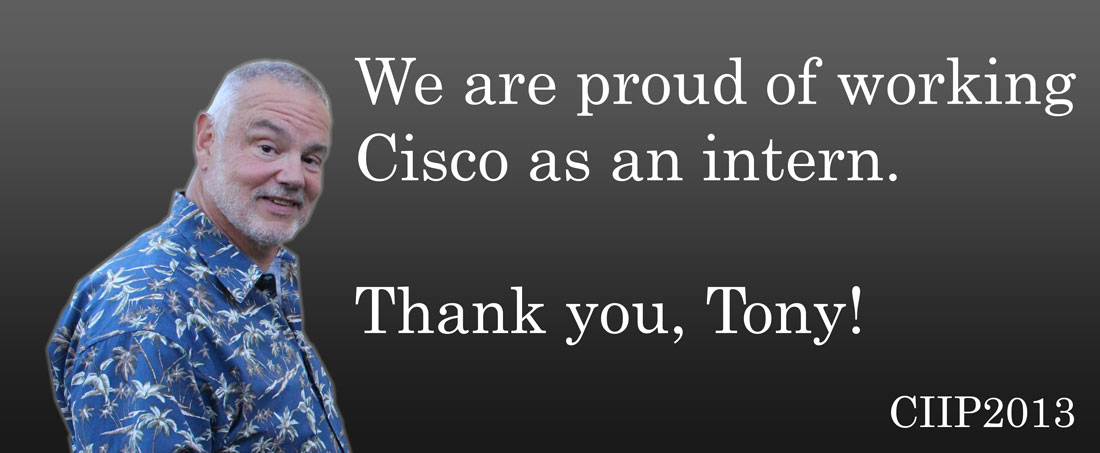 We are proud of working
Cisco as an intern.
Thank you, Tony!
CIIP2013